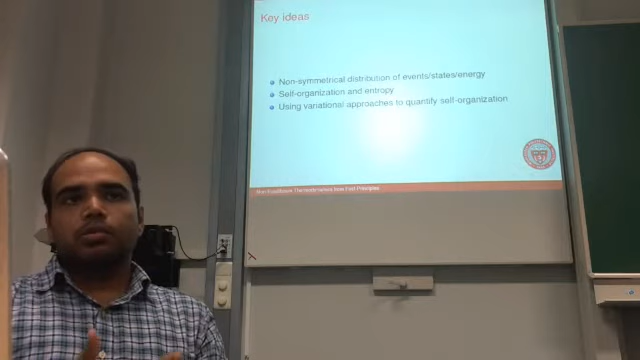 Key ideas
Non-symmetrical distribution of events/states/energy
Self-organization and entropy
Using variational approaches to quantify self-organization
Non-Equilibrium Thermodynamics from First Principles